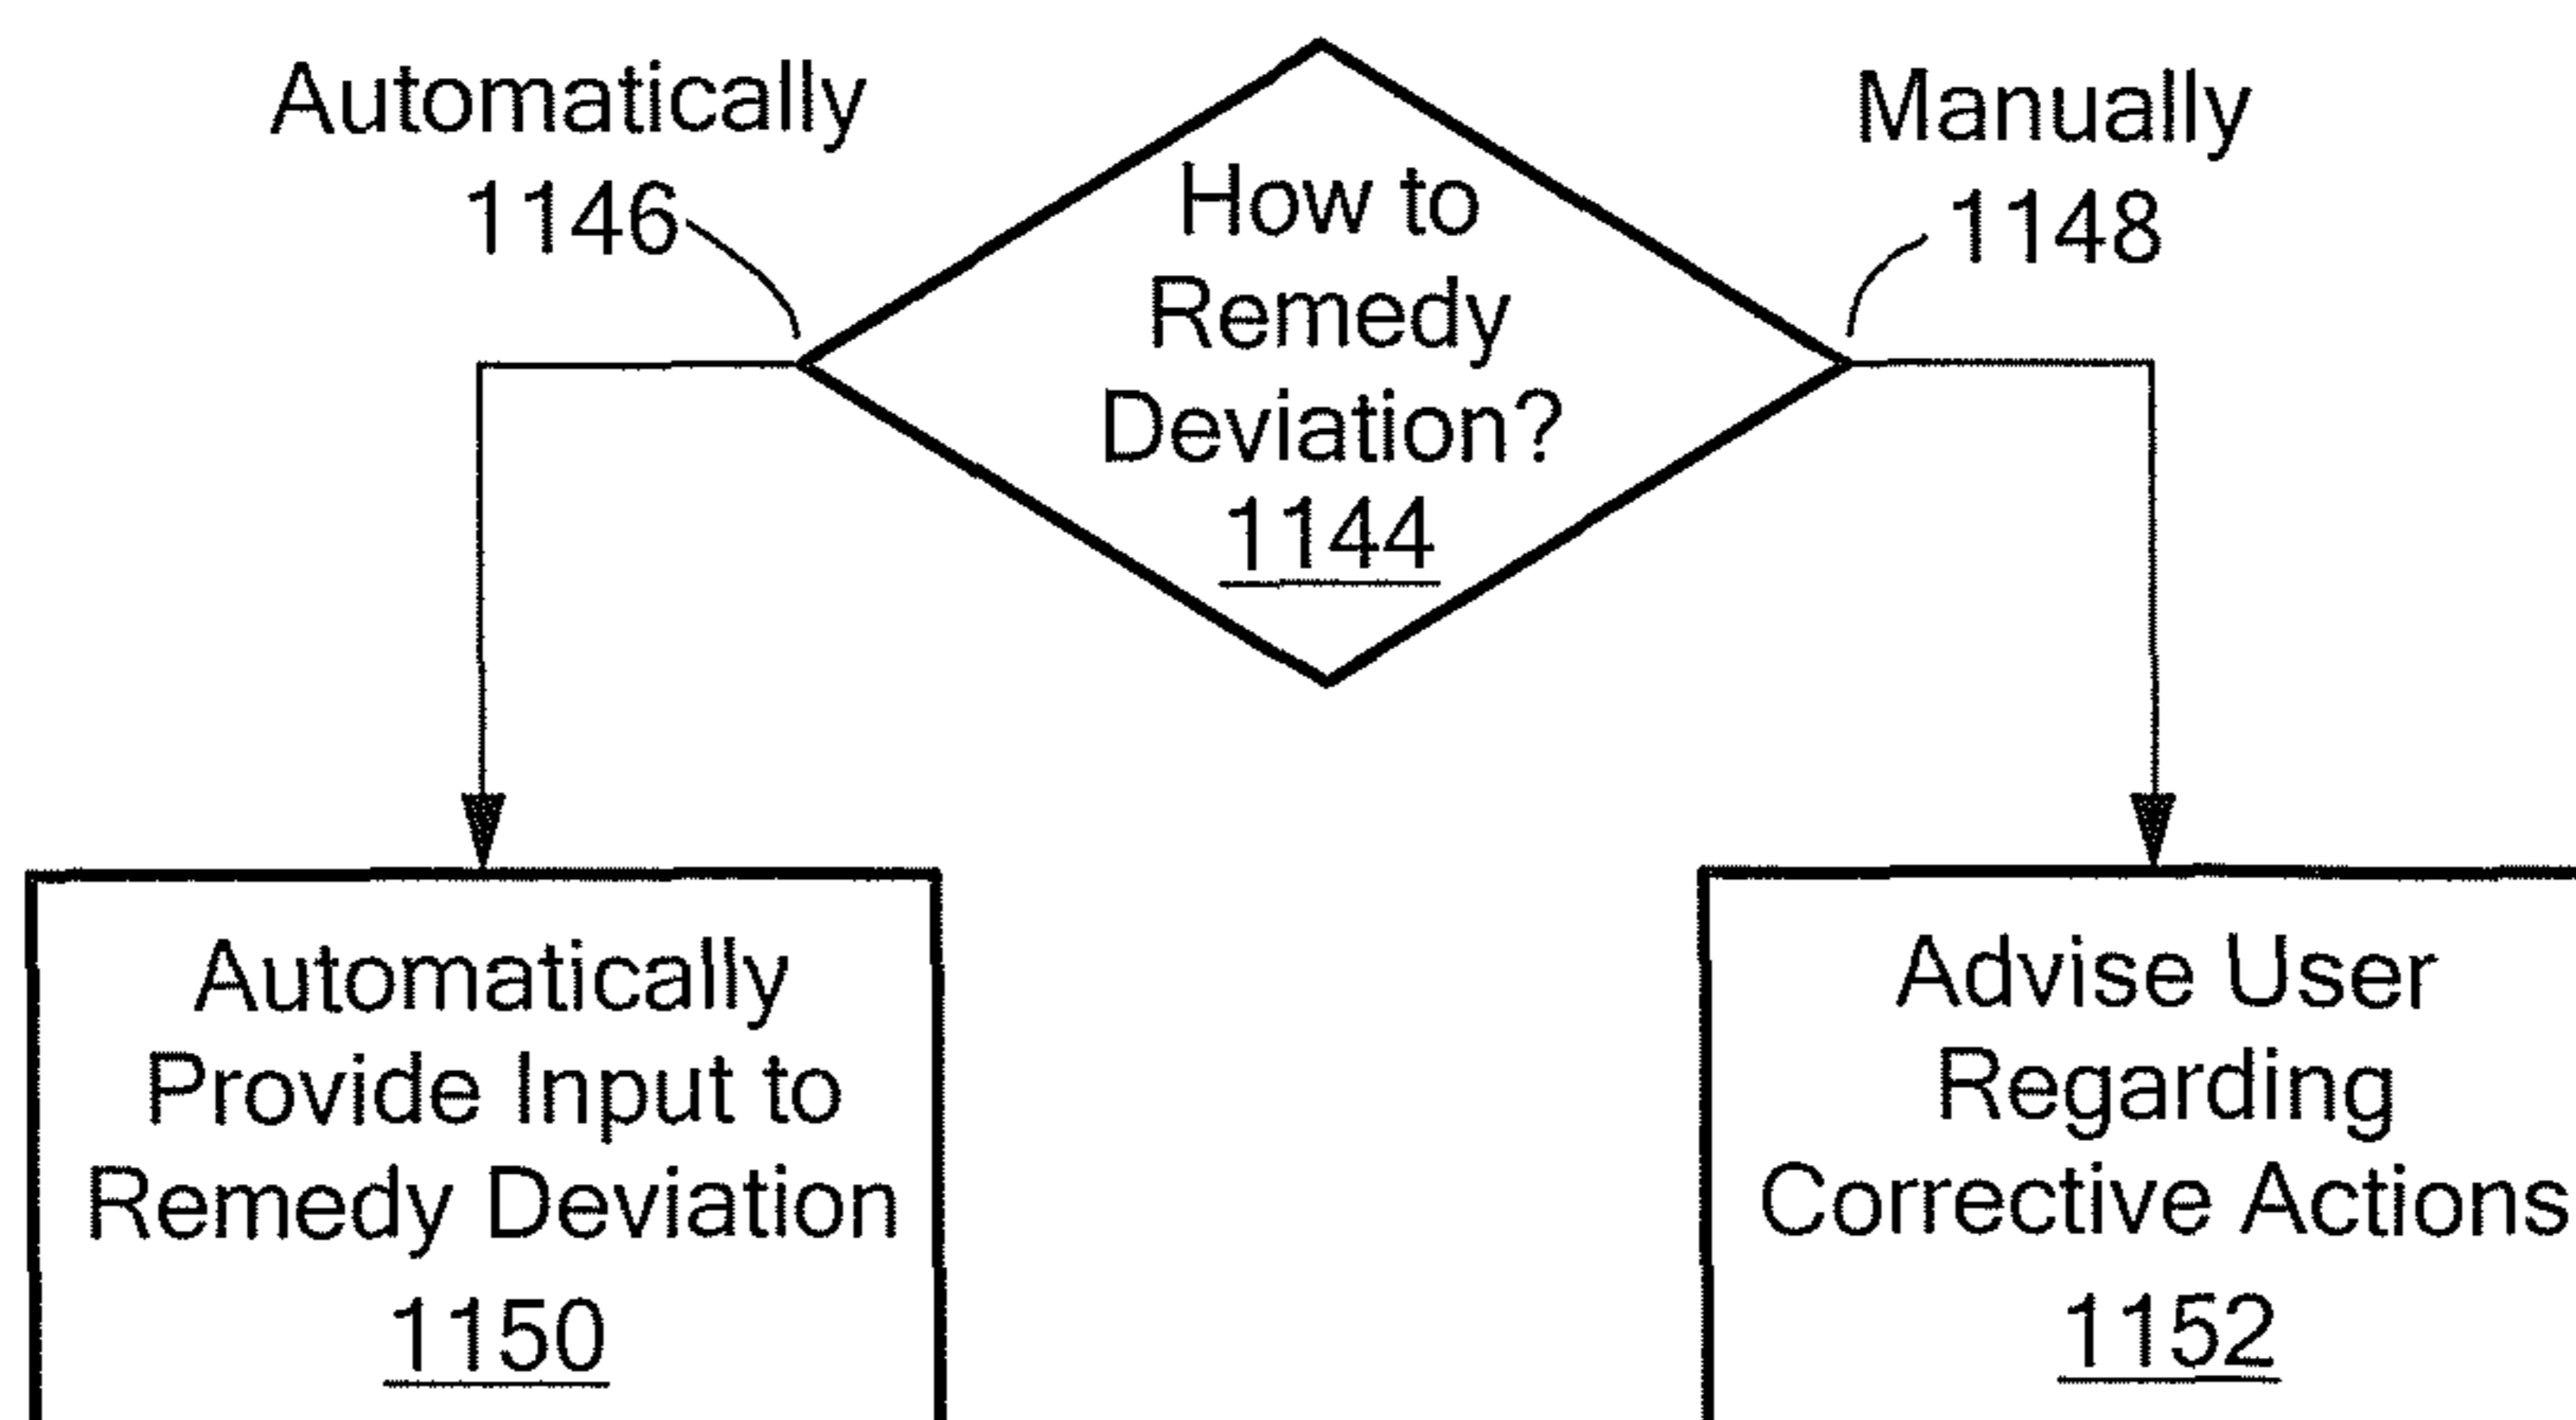 Automatically
1146
How to
Remedy
Deviation?
1144
Manually
1148
Automatically
Provide Input to
Remedy Deviation
1150
Advise User
Regarding
Corrective Actions
1152